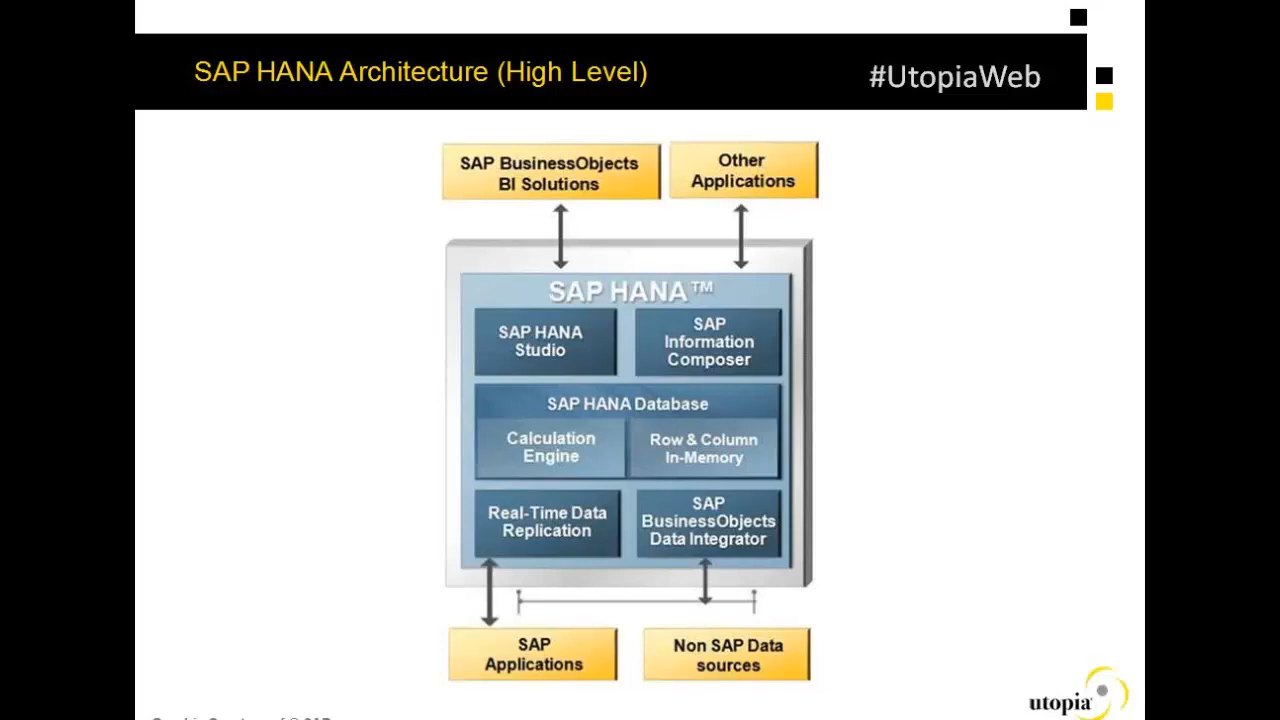 SAP HANA Architecture (High Level)
#UtopiaWeb
SAP BusinessObjects
BI Solutions
Other
Applications
SAP HANA™
SAP HANA
Studio
SAP
Information
Composer
SAP HANA Database
Calculation
Engine
Row & Column
In-Memory
Real-Time Data
Replication
SAP
BusinessObjects
Data Integrator
SAP
Applications
Non SAP Data
sources
utopia